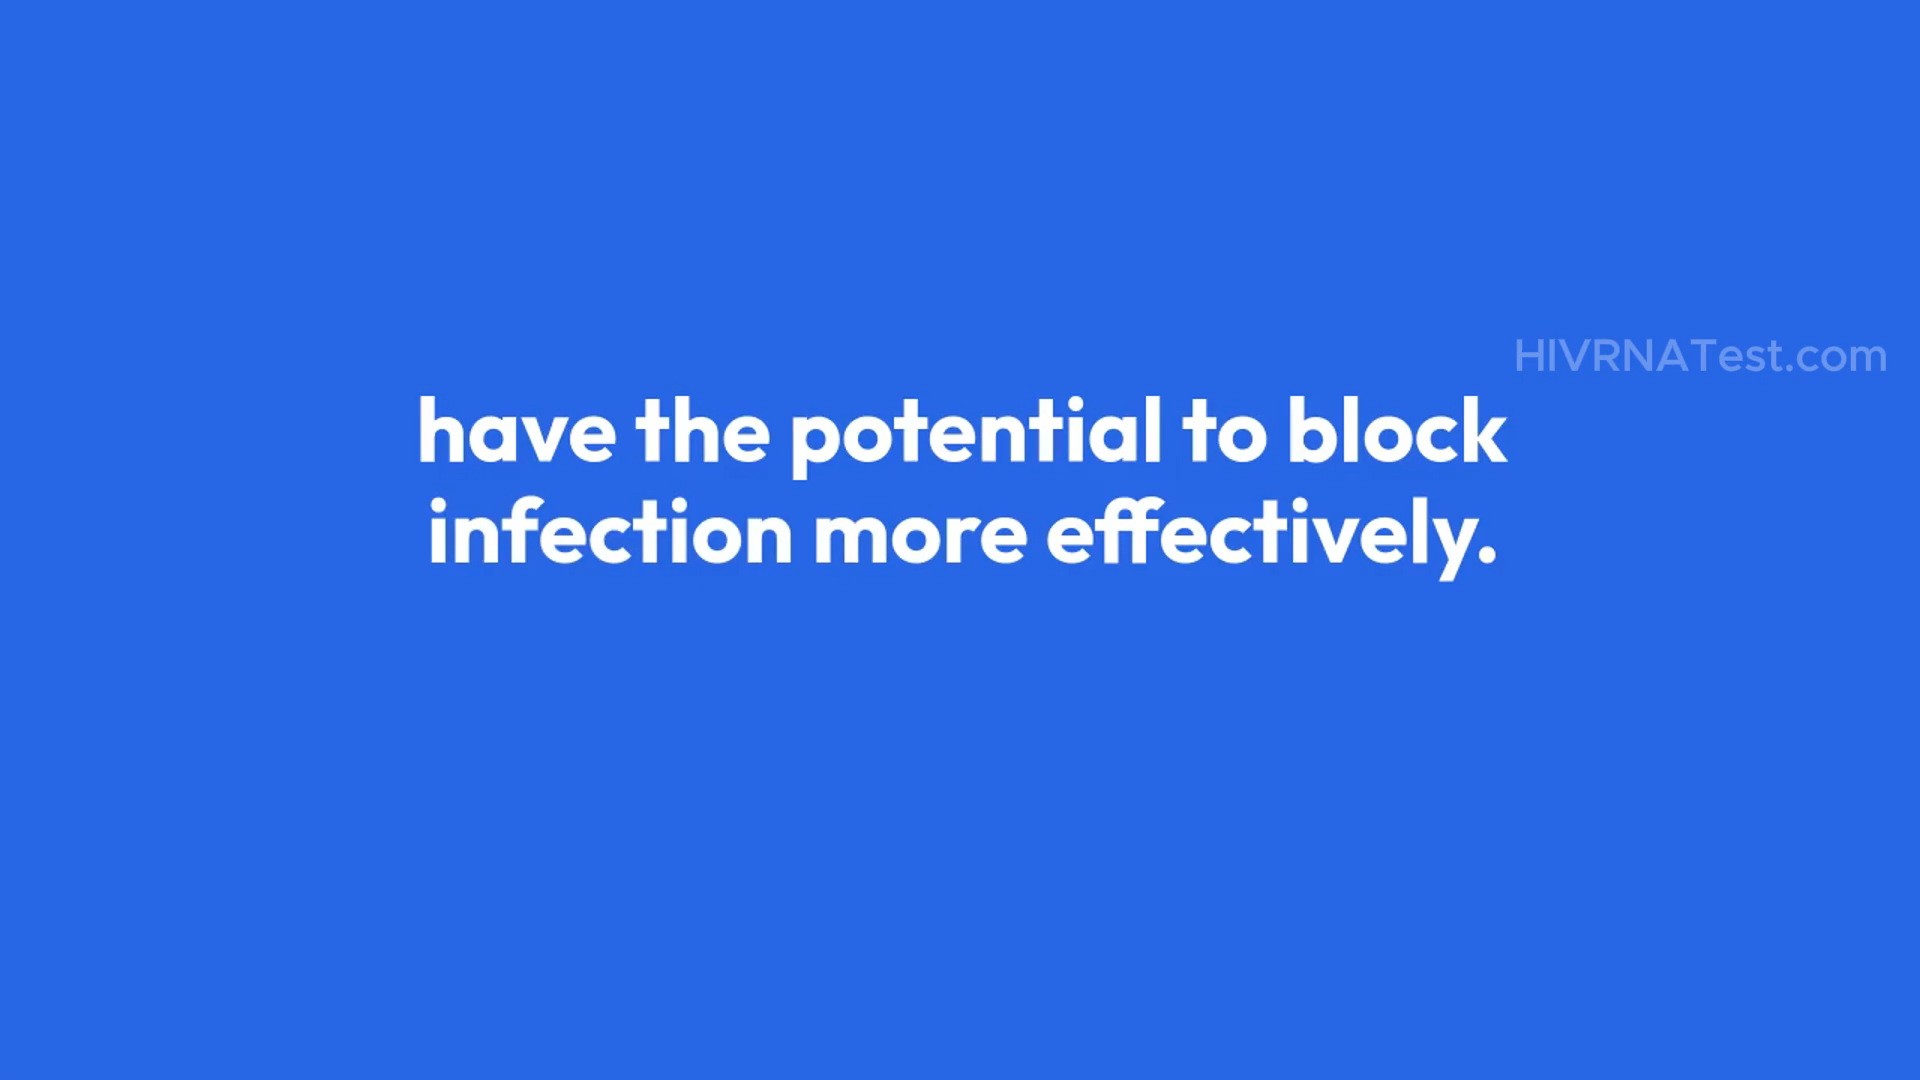 HIVRNATest.com
have the potential to block
infection more effectively.